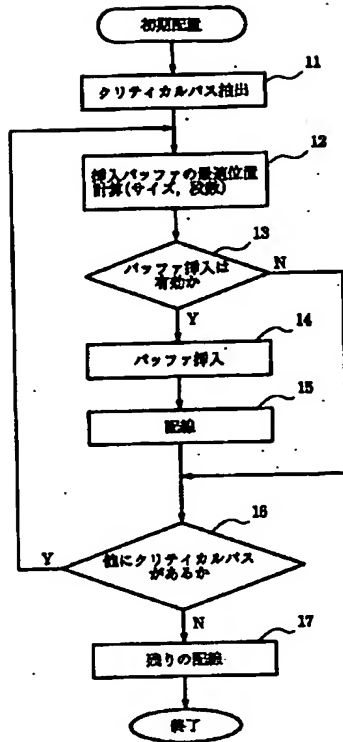 初期配置
11
クリティカルパス抽出
12
挿入バッファの最適位置
計算(サイズ, 段数)
13
バッファ挿入は
有効か
N
Y
14
バッファ挿入
15
配線
16
他にクリティカルパス
があるか
Y
N
17
残りの配線
終了